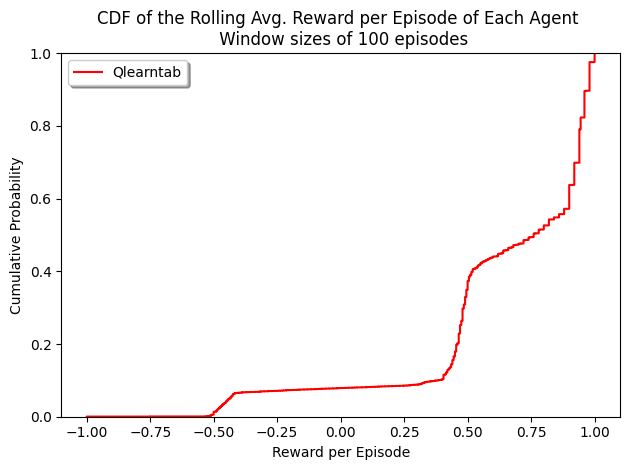 CDF of the Rolling Avg. Reward per Episode of Each Agent
Window sizes of 100 episodes
Qlearntab
1.0
0.8
0.6
0.4
0.2
0.0
Cumulative Probability
−1.00 −0.75 −0.50 −0.25 0.00 0.25 0.50 0.75 1.00
Reward per Episode